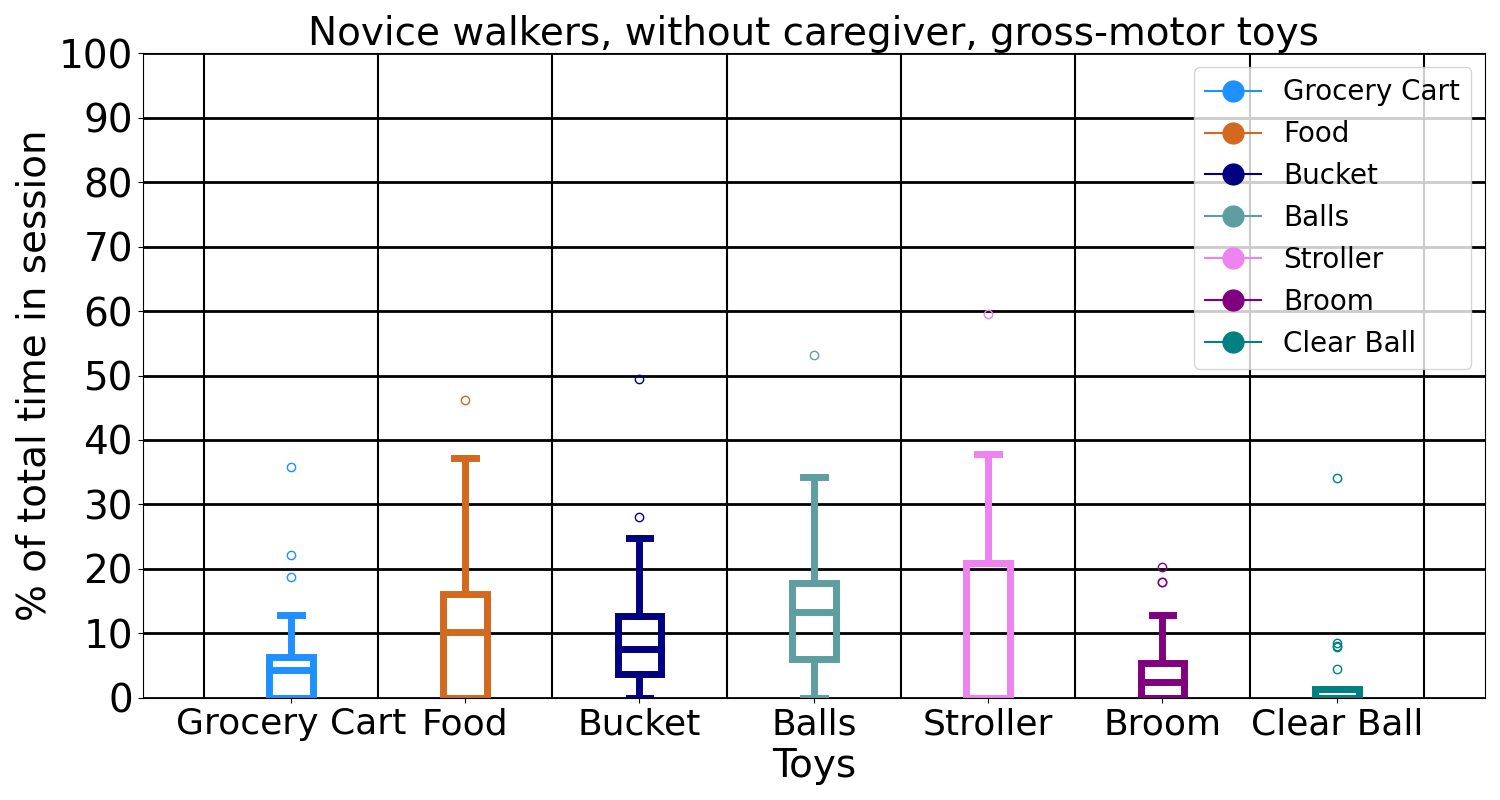 Novice walkers, without caregiver, gross-motor toys
% of total time in session
100
90
80
70
60
50
40
30
20
10
0
Grocery Cart
Food
Bucket
Balls
Stroller
Broom
Clear Ball
Grocery Cart Food Bucket Balls Stroller Broom Clear Ball
Toys